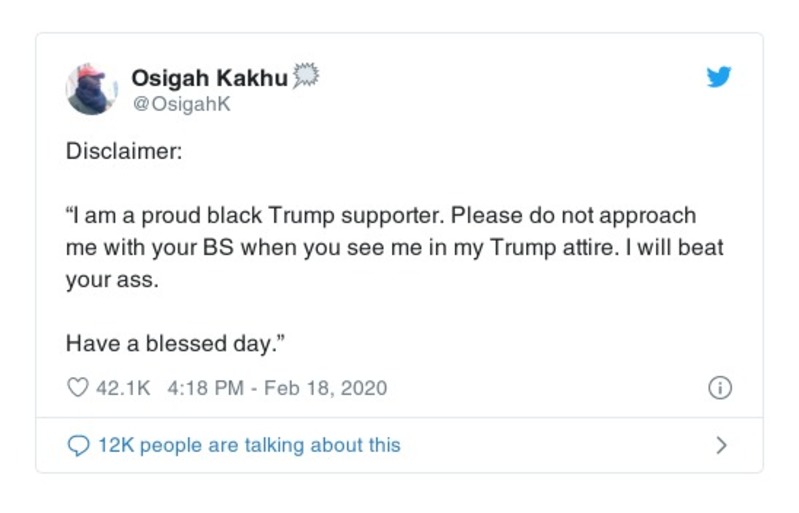 Osigah Kakhu
@OsigahK
Disclaimer:
“I am a proud black Trump supporter. Please do not approach
me with your BS when you see me in my Trump attire. I will beat
your ass.
Have a blessed day.”
42.1K 4:18 PM - Feb 18, 2020
12K people are talking about this